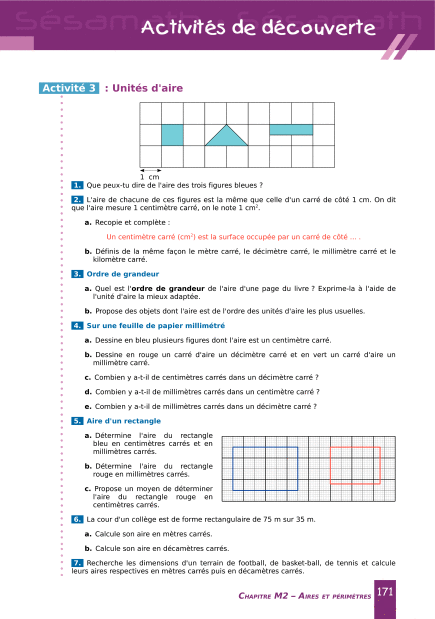 Sésamath Sésamath
Activités de découverte
Activité 3 : Unités d'aire
1 cm
1. Que peux-tu dire de l'aire des trois figures bleues ?
2. L'aire de chacune de ces figures est la même que celle d'un carré de côté 1 cm. On dit
que l'aire mesure 1 centimètre carré, on le note 1 cm².
a. Recopie et complète :
Un centimètre carré (cm²) est la surface occupée par un carré de côté ... .
b. Définis de la même façon le mètre carré, le décimètre carré, le millimètre carré et le
kilomètre carré.
3. Ordre de grandeur
a. Quel est l'ordre de grandeur de l'aire d'une page du livre ? Exprime-la à l'aide de
l'unité d'aire la mieux adaptée.
b. Propose des objets dont l'aire est de l'ordre des unités d'aire les plus usuelles.
4. Sur une feuille de papier millimétré
a. Dessine en bleu plusieurs figures dont l'aire est un centimètre carré.
b. Dessine en rouge un carré d'aire un décimètre carré et en vert un carré d'aire un
millimètre carré.
c. Combien y a-t-il de centimètres carrés dans un décimètre carré ?
d. Combien y a-t-il de millimètres carrés dans un centimètre carré ?
e. Combien y a-t-il de millimètres carrés dans un décimètre carré ?
5. Aire d'un rectangle
a. Détermine l'aire du rectangle
bleu en centimètres carrés et en
millimètres carrés.
b. Détermine l'aire du rectangle
rouge en millimètres carrés.
c. Propose un moyen de déterminer
l'aire du rectangle rouge en
centimètres carrés.
6. La cour d'un collège est de forme rectangulaire de 75 m sur 35 m.
a. Calcule son aire en mètres carrés.
b. Calcule son aire en décamètres carrés.
7. Recherche les dimensions d'un terrain de football, de basket-ball, de tennis et calcule
leurs aires respectives en mètres carrés puis en décamètres carrés.
CHAPITRE M2 – AIRES ET PÉRIMÈTRES 171